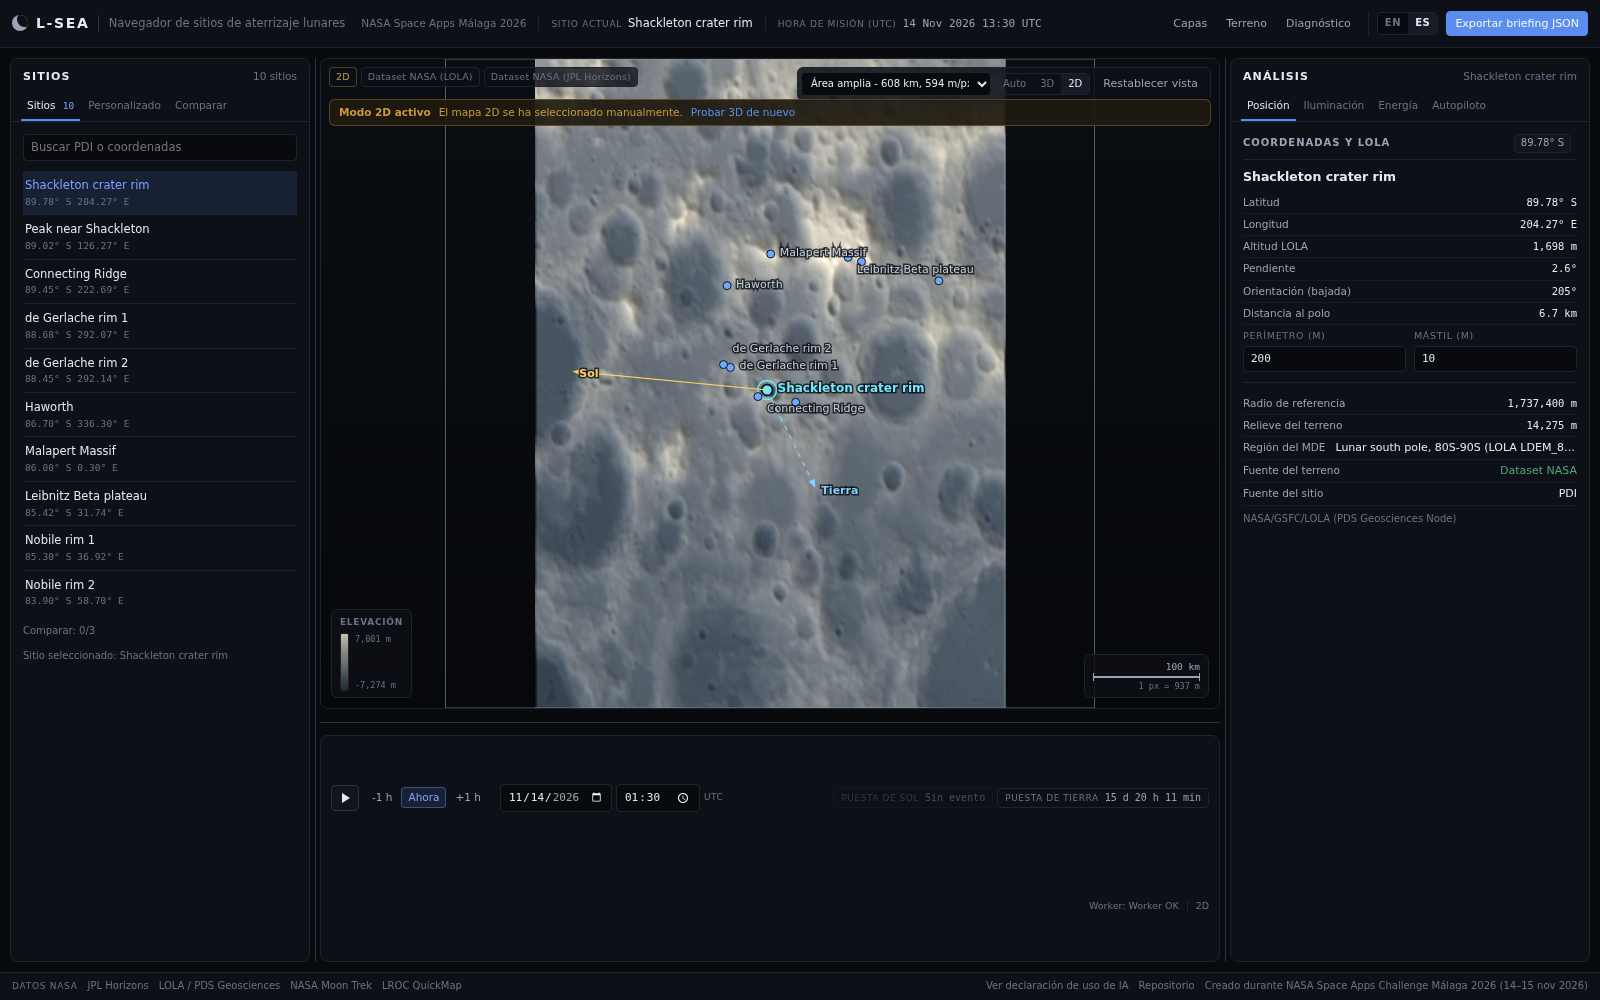 L-SEA
Navegador de sitios de aterrizaje lunares
NASA Space Apps Málaga 2026
SITIO ACTUAL Shackleton crater rim
HORA DE MISIÓN (UTC) 14 Nov 2026 13:30 UTC
Capas
Terreno
Diagnóstico
EN
ES
Exportar briefing JSON
SITIOS
10 sitios
Sitios 10
Personalizado
Comparar
Buscar PDI o coordenadas
Shackleton crater rim
89.78° S 204.27° E
Peak near Shackleton
89.02° S 126.27° E
Connecting Ridge
89.45° S 222.69° E
de Gerlache rim 1
88.68° S 292.07° E
de Gerlache rim 2
88.45° S 292.14° E
Haworth
86.70° S 336.30° E
Malapert Massif
86.00° S 0.30° E
Leibnitz Beta plateau
85.42° S 31.74° E
Nobile rim 1
85.30° S 36.92° E
Nobile rim 2
83.90° S 58.70° E
Comparar: 0/3
Sitio seleccionado: Shackleton crater rim
2D
Dataset NASA (LOLA)
Dataset NASA (JPL Horizons)
Área amplia - 608 km, 594 m/p:
Auto
3D
2D
Restablecer vista
Modo 2D activo El mapa 2D se ha seleccionado manualmente. Probar 3D de nuevo
Malapert Massif
Leibnitz Beta plateau
Haworth
de Gerlache rim 2
de Gerlache rim 1
Sol
Shackleton crater rim
Connecting Ridge
Tierra
ELEVACIÓN
7,001 m
-7,274 m
100 km
1 px = 937 m
-1 h
Ahora
+1 h
11/14/2026
01:30
UTC
PUESTA DE SOL Sin evento
PUESTA DE TIERRA 15 d 20 h 11 min
Worker: Worker OK
2D
ANÁLISIS
Shackleton crater rim
Posición
Iluminación
Energía
Autopiloto
COORDENADAS Y LOLA
89.78° S
Shackleton crater rim
Latitud 89.78° S
Longitud 204.27° E
Altitud LOLA 1,698 m
Pendiente 2.6°
Orientación (bajada) 205°
Distancia al polo 6.7 km
PERÍMETRO (M)
MÁSTIL (M)
200
10
Radio de referencia 1,737,400 m
Relieve del terreno 14,275 m
Región del MDE Lunar south pole, 80S-90S (LOLA LDEM_8...
Fuente del terreno Dataset NASA
Fuente del sitio PDI
NASA/GSFC/LOLA (PDS Geosciences Node)
DATOS NASA
JPL Horizons
LOLA / PDS Geosciences
NASA Moon Trek
LROC QuickMap
Ver declaración de uso de IA
Repositorio
Creado durante NASA Space Apps Challenge Málaga 2026 (14–15 nov 2026)